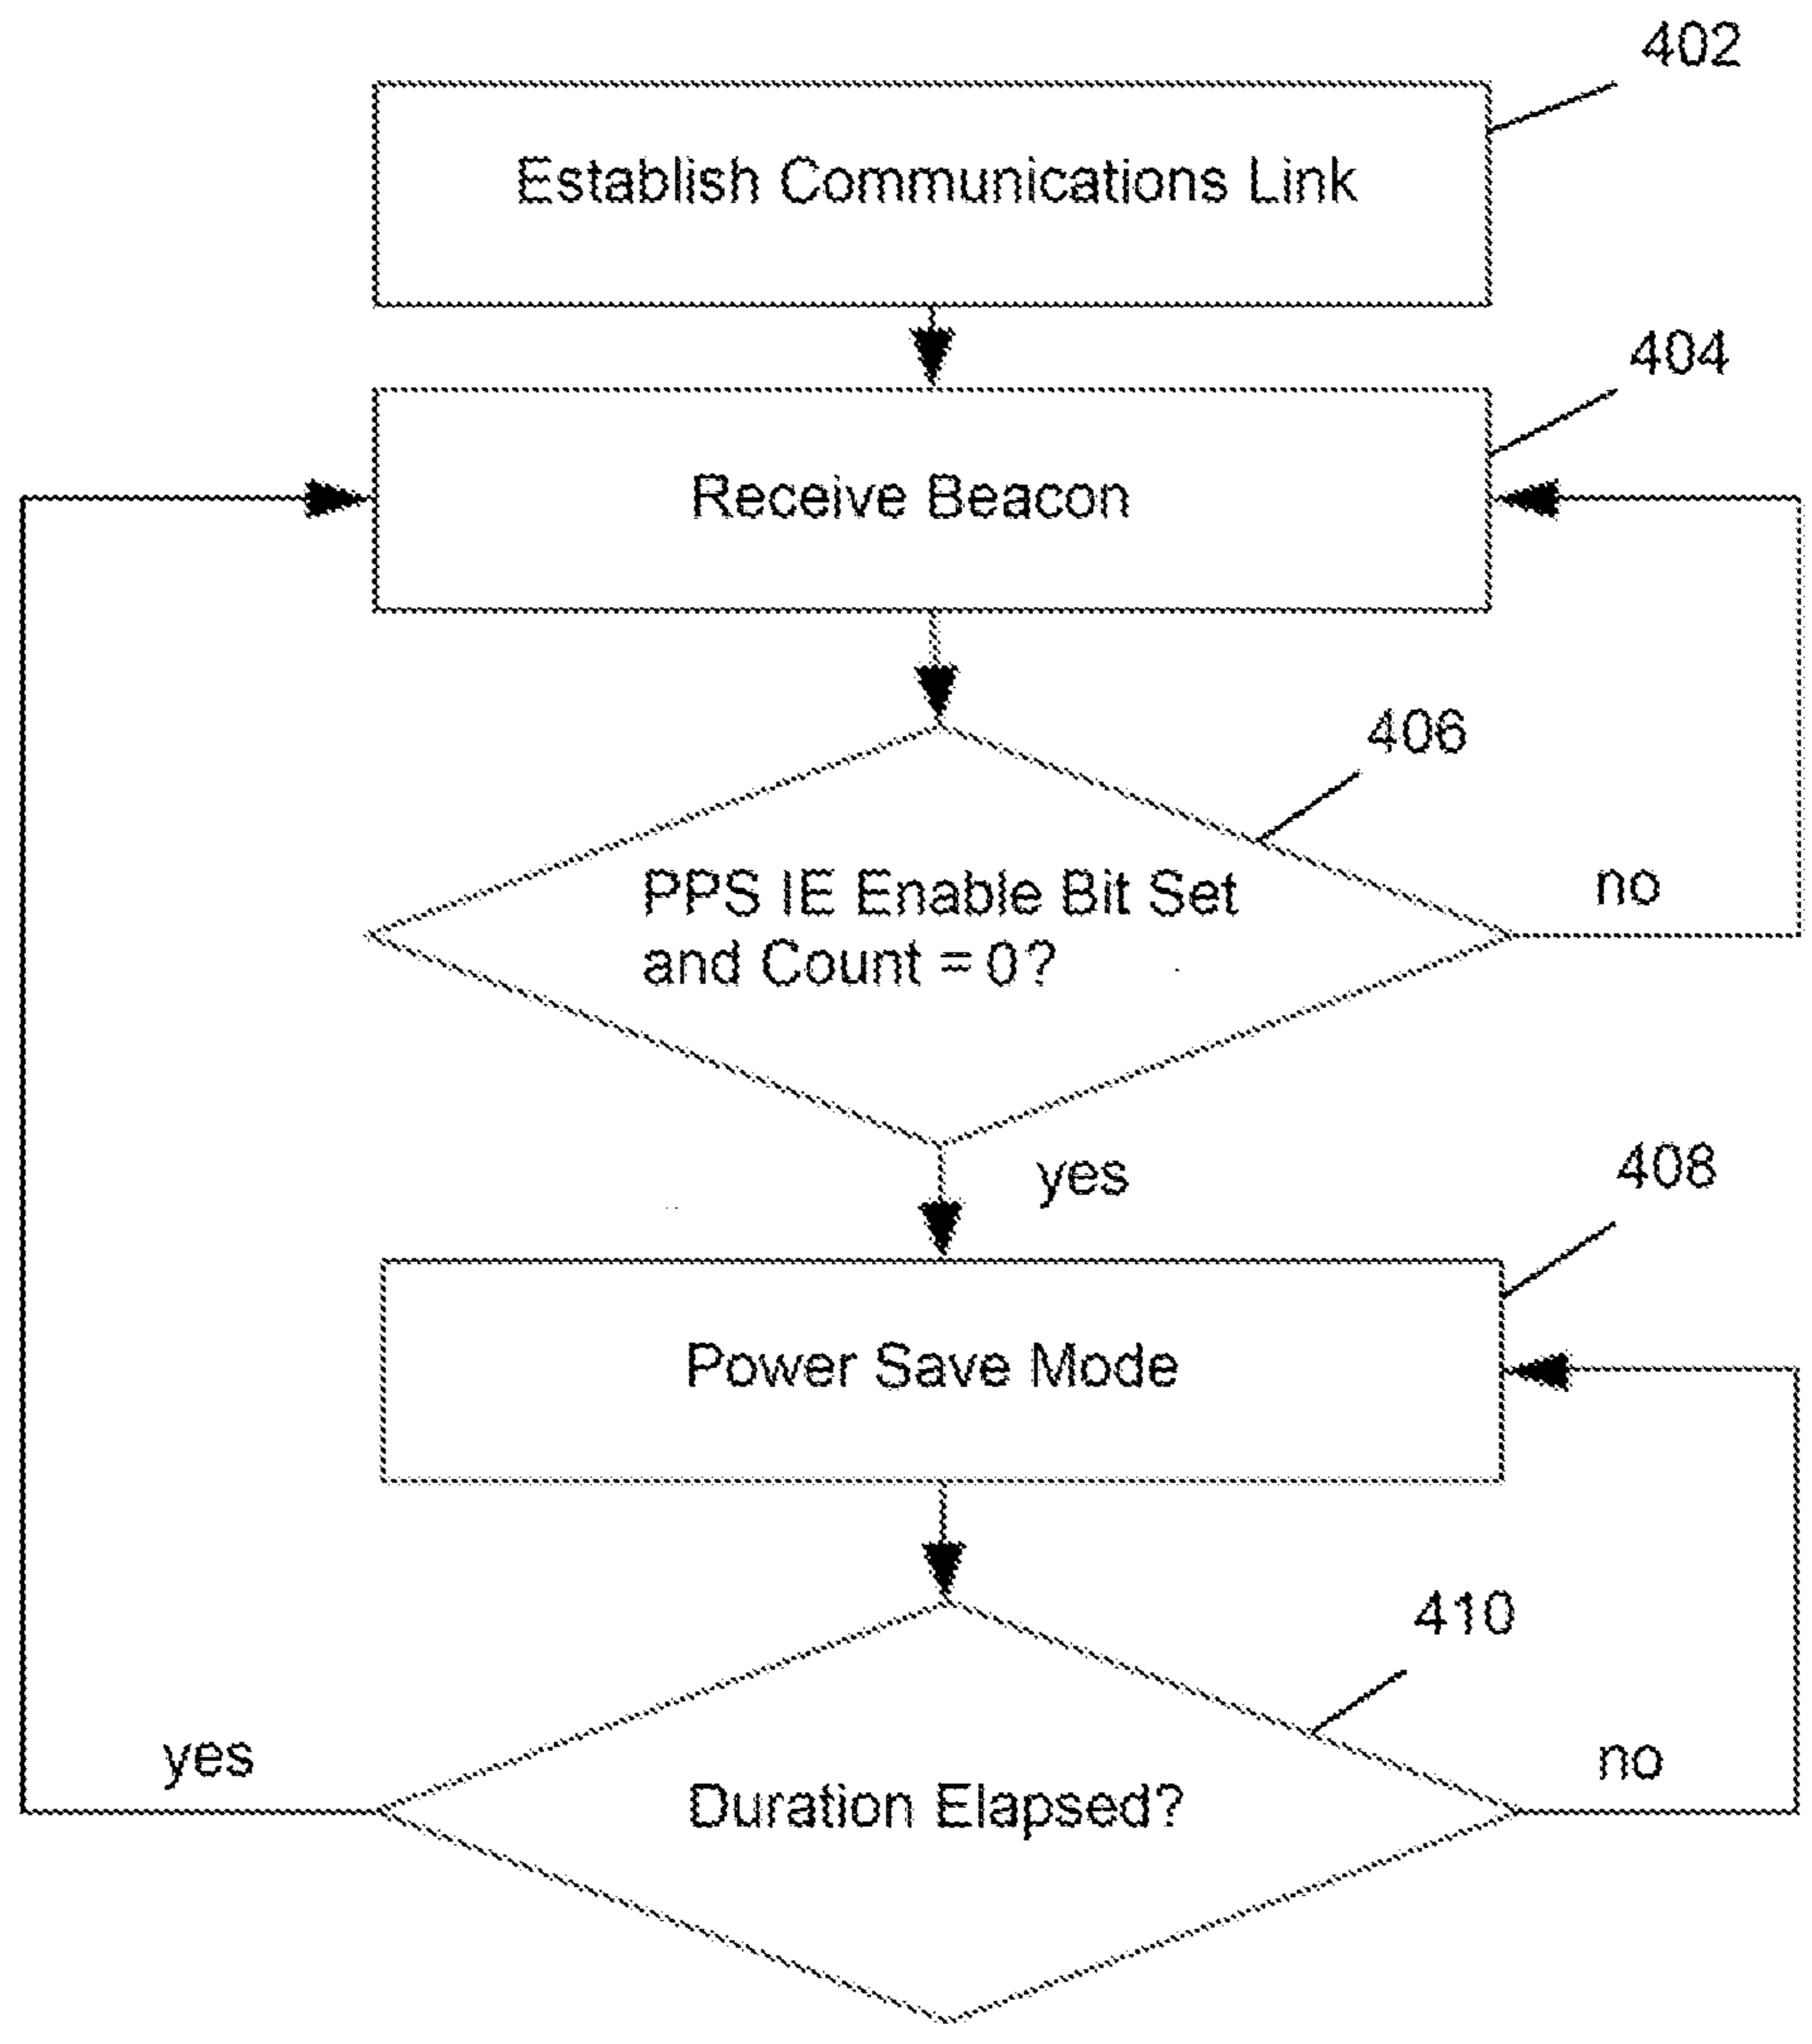 402
Establish Communications Link
404
Receive Beacon
406
PPS IE Enable Bit Set
and Count = 0?
no
yes
408
Power Save Mode
410
Duration Elapsed?
yes
no